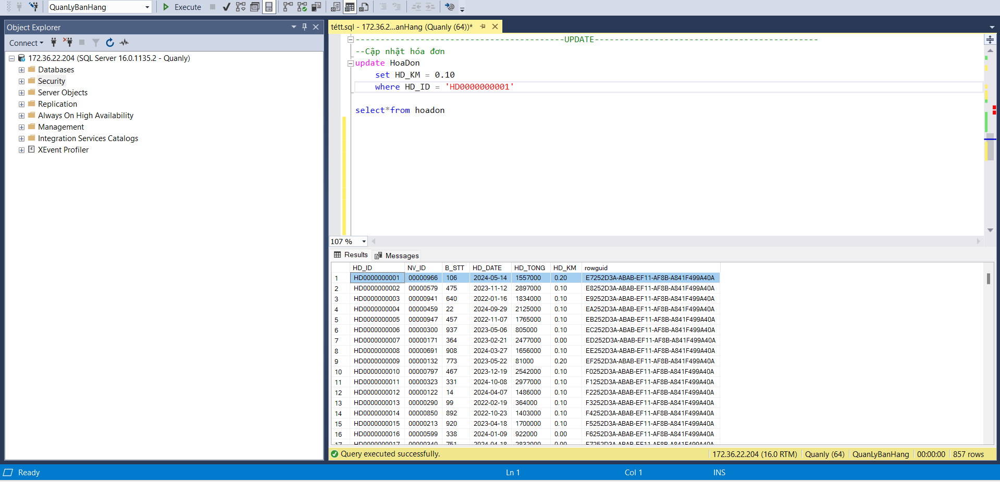 QuanLyBanHang Execute
Object Explorer
Connect
172.36.22.204 (SQL Server 16.0.1135.2 - Quanly)
Databases
Security
Server Objects
Replication
Always On High Availability
Management
Integration Services Catalogs
XEvent Profiler
tétt.sql - 172.36.2...anHang (Quanly (64))*
---------------------------------------------UPDATE---------------------------------------------
--Cập nhật hóa đơn
update HoaDon
set HD_KM = 0.10
where HD_ID = 'HD0000000001'
select*from hoadon
107 %
Results Messages
HD_ID NV_ID B_STT HD_DATE HD_TONG HD_KM rowguid
1 HD0000000001 00000966 106 2024-05-14 1557000 0.20 E7252D3A-ABAB-EF11-AF8B-A841F499A40A
2 HD0000000002 00000579 475 2023-11-12 2897000 0.10 E8252D3A-ABAB-EF11-AF8B-A841F499A40A
3 HD0000000003 00000941 640 2022-01-16 1834000 0.10 E9252D3A-ABAB-EF11-AF8B-A841F499A40A
4 HD0000000004 00000459 22 2024-09-29 2125000 0.10 EA252D3A-ABAB-EF11-AF8B-A841F499A40A
5 HD0000000005 00000947 457 2022-11-07 1765000 0.10 EB252D3A-ABAB-EF11-AF8B-A841F499A40A
6 HD0000000006 00000300 937 2023-05-06 805000 0.10 EC252D3A-ABAB-EF11-AF8B-A841F499A40A
7 HD0000000007 00000171 364 2023-02-21 2477000 0.00 ED252D3A-ABAB-EF11-AF8B-A841F499A40A
8 HD0000000008 00000691 908 2024-03-27 1656000 0.10 EE252D3A-ABAB-EF11-AF8B-A841F499A40A
9 HD0000000009 00000132 773 2023-05-22 81000 0.20 EF252D3A-ABAB-EF11-AF8B-A841F499A40A
10 HD0000000010 00000797 467 2023-12-19 2542000 0.10 F0252D3A-ABAB-EF11-AF8B-A841F499A40A
11 HD0000000011 00000323 331 2024-10-08 2977000 0.10 F1252D3A-ABAB-EF11-AF8B-A841F499A40A
12 HD0000000012 00000122 14 2024-04-07 1486000 0.10 F2252D3A-ABAB-EF11-AF8B-A841F499A40A
13 HD0000000013 00000290 99 2022-02-19 364000 0.10 F3252D3A-ABAB-EF11-AF8B-A841F499A40A
14 HD0000000014 00000850 892 2022-10-23 1403000 0.10 F4252D3A-ABAB-EF11-AF8B-A841F499A40A
15 HD0000000015 00000213 920 2023-04-18 1700000 0.10 F5252D3A-ABAB-EF11-AF8B-A841F499A40A
16 HD0000000016 00000599 338 2024-01-09 922000 0.00 F6252D3A-ABAB-EF11-AF8B-A841F499A40A
17 HD0000000017 00000340 751 2024-04-18 2832000 0.00 F7252D3A-ABAB-EF11-AF8B-A841F499A40A
Query executed successfully. 172.36.22.204 (16.0 RTM) Quanly (64) QuanLyBanHang 00:00:00 857 rows
Ready Ln 1 Col 1 INS